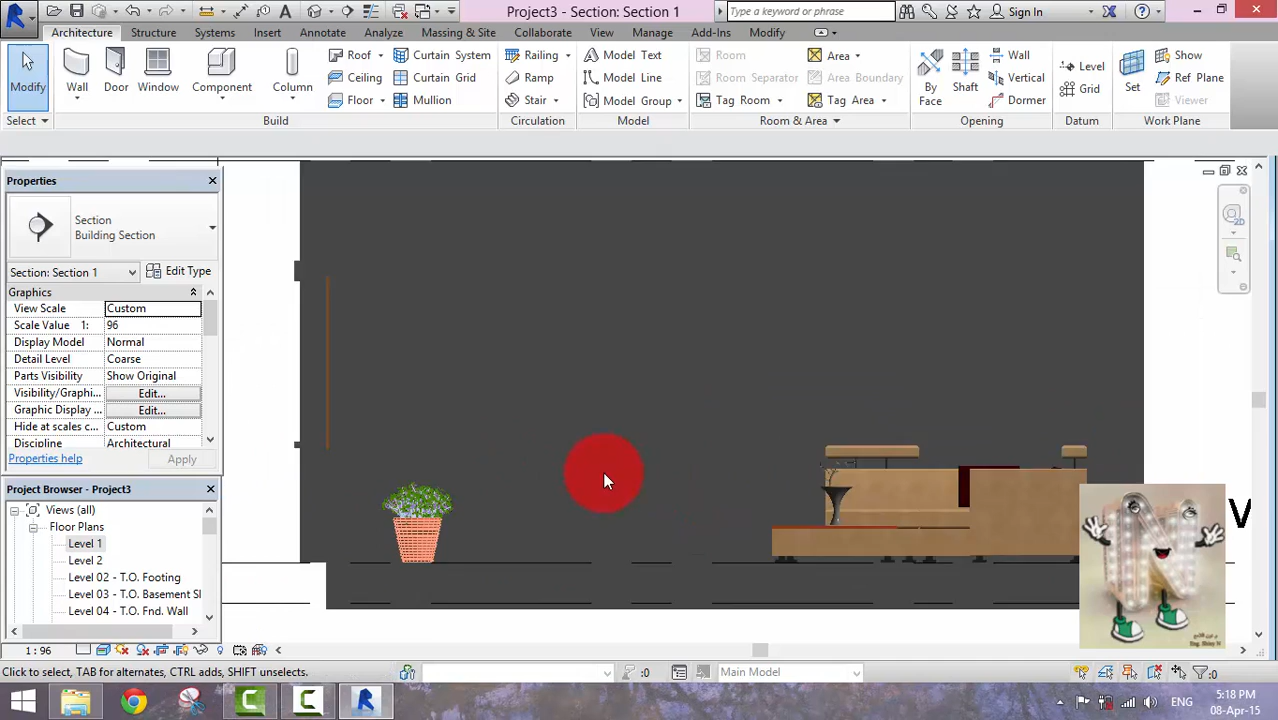 Project3 - Section: Section 1
Type a keyword or phrase
Sign In
Architecture Structure Systems Insert Annotate Analyze Massing & Site Collaborate View Manage Add-Ins Modify
Modify
Select
Wall
Door
Window
Component
Column
Roof
Ceiling
Floor
Curtain System
Curtain Grid
Mullion
Build
Railing
Ramp
Stair
Circulation
Model Text
Model Line
Model Group
Model
Room
Room Separator
Tag Room
Area
Area Boundary
Tag Area
Room & Area
By Face
Shaft
Wall
Vertical
Dormer
Opening
Level
Grid
Datum
Set
Show
Ref Plane
Viewer
Work Plane
Properties
Section
Building Section
Section: Section 1
Edit Type
Graphics
View Scale Custom
Scale Value 1: 96
Display Model Normal
Detail Level Coarse
Parts Visibility Show Original
Visibility/Graphi... Edit...
Graphic Display ... Edit...
Hide at scales c... Custom
Discipline Architectural
Properties help
Apply
Project Browser - Project3
Views (all)
Floor Plans
Level 1
Level 2
Level 02 - T.O. Footing
Level 03 - T.O. Basement Sl
Level 04 - T.O. Fnd. Wall
2D
1 : 96
Click to select, TAB for alternates, CTRL adds, SHIFT unselects.
:0
Main Model
:0
ENG
5:18 PM
08-Apr-15